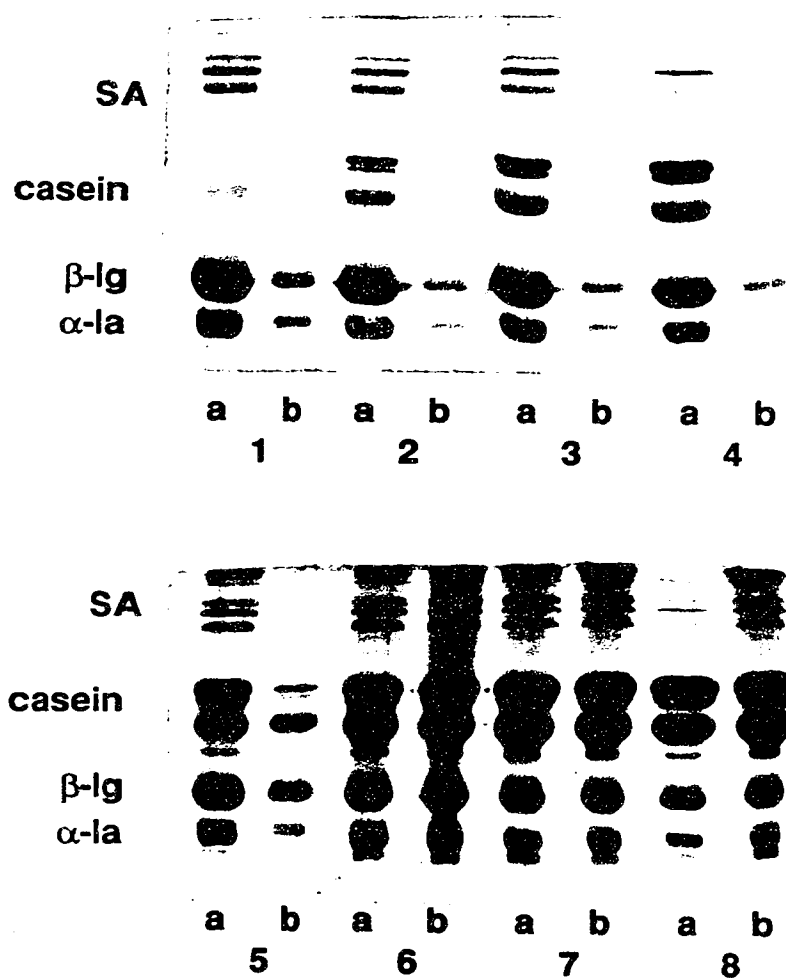 SA
casein
β-lg
α-la
a b a b a b a b
1 2 3 4
SA
casein
β-lg
α-la
a b a b a b a b
5 6 7 8